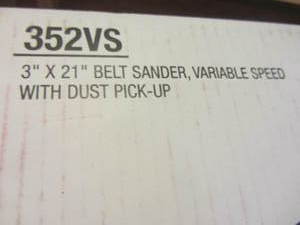 352VS
3" X 21" BELT SANDER, VARIABLE SPEED
WITH DUST PICK-UP